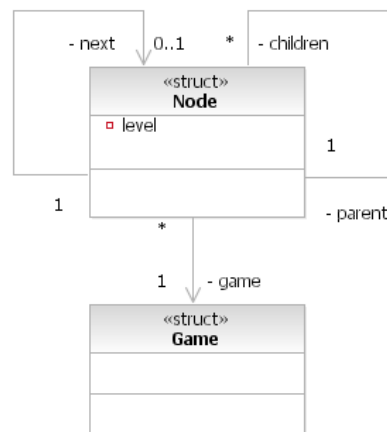 - next
0..1
*
- children
«struct»
Node
level
1
1
- parent
*
1
- game
«struct»
Game